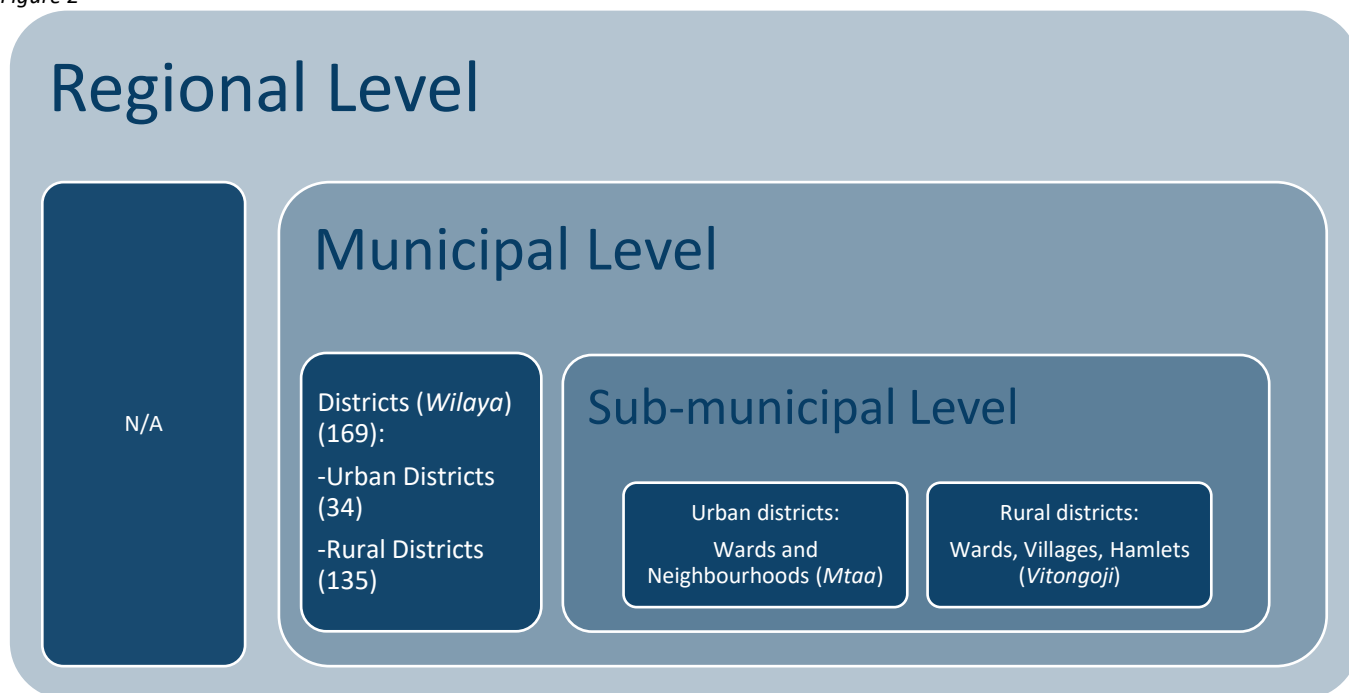 Figure 2
Regional Level
N/A
Municipal Level
Districts (Wilaya)
(169):
-Urban Districts
(34)
-Rural Districts
(135)
Sub-municipal Level
Urban districts:
Wards and
Neighbourhoods (Mtaa)
Rural districts:
Wards, Villages, Hamlets
(Vitongoji)